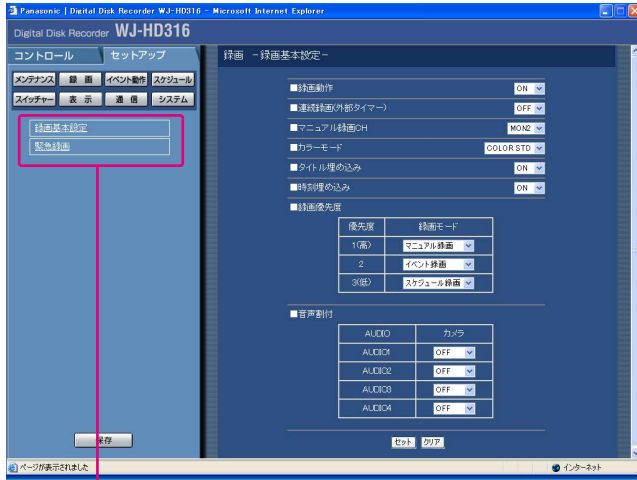 Panasonic | Digital Disk Recorder WJ-HD316 - Microsoft Internet Explorer
Digital Disk Recorder WJ-HD316
コントロール セットアップ
録画 －録画基本設定－
メンテナンス 録 画 イベント動作 スケジュール
スイッチャー 表 示 通 信 システム
録画基本設定
緊急録画
保存
■録画動作 ON
■連続録画(外部タイマー) OFF
■マニュアル録画CH MON2
■カラーモード COLOR STD
■タイトル埋め込み ON
■時刻埋め込み ON
■録画優先度
優先度 録画モード
1(高) マニュアル録画
2 イベント録画
3(低) スケジュール録画
■音声割付
AUDIO カメラ
AUDIO1 OFF
AUDIO2 OFF
AUDIO3 OFF
AUDIO4 OFF
セット クリア
ページが表示されました インターネット